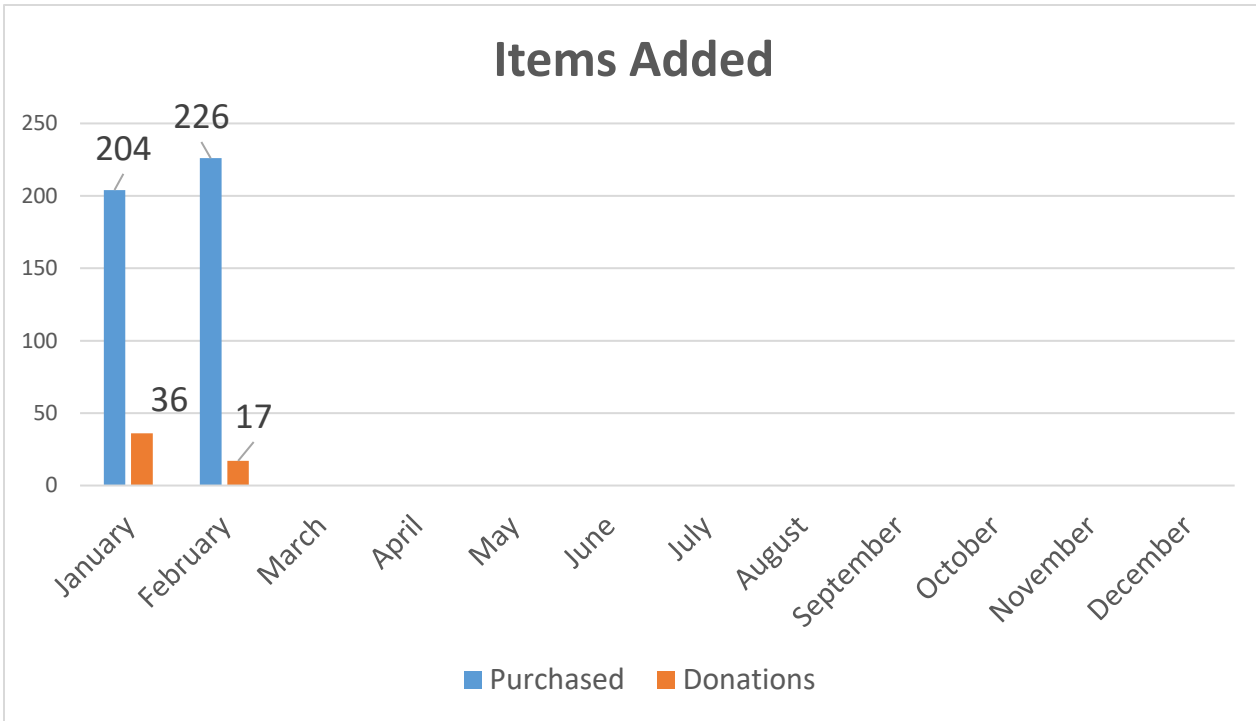 Items Added
250
226
204
200
150
100
36
17
50
0
January
February
March
April
May
June
July
August
September
October
November
December
Purchased
Donations